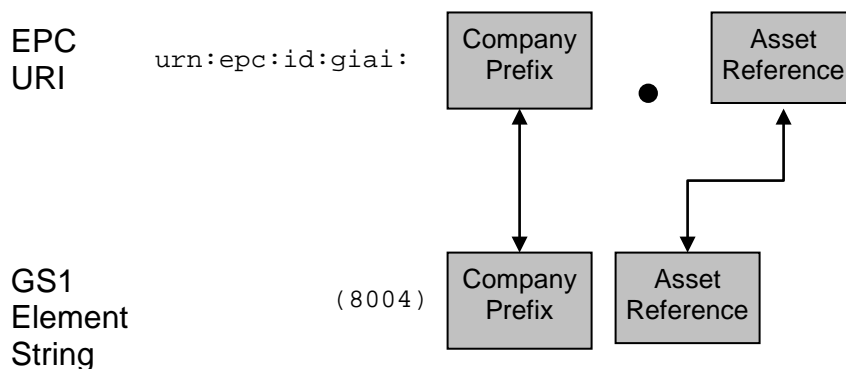 EPC
URI
urn:epc:id:giai:
Company
Prefix
●
Asset
Reference
GS1
Element
String
(8004)
Company
Prefix
Asset
Reference